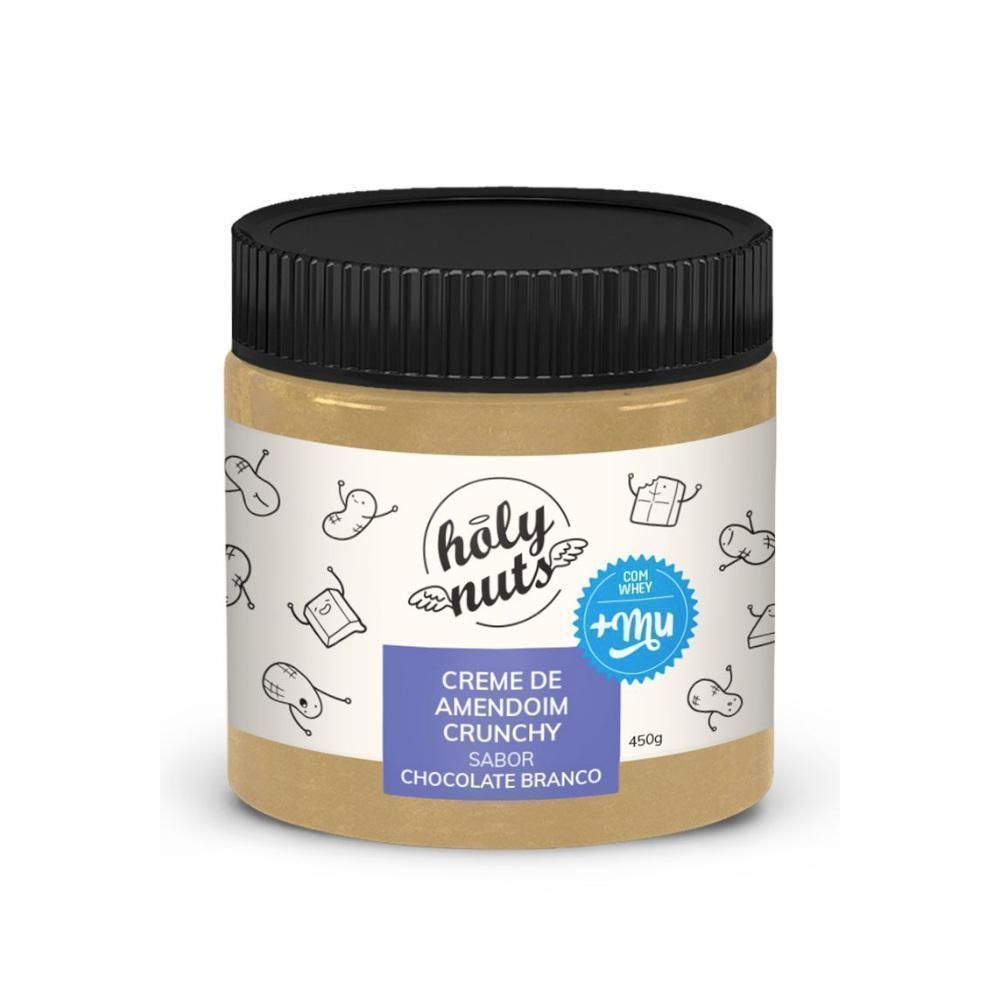 holy
nuts
COM
WHEY
+Mu
CREME DE
AMENDOIM
CRUNCHY
SABOR
CHOCOLATE BRANCO
450g